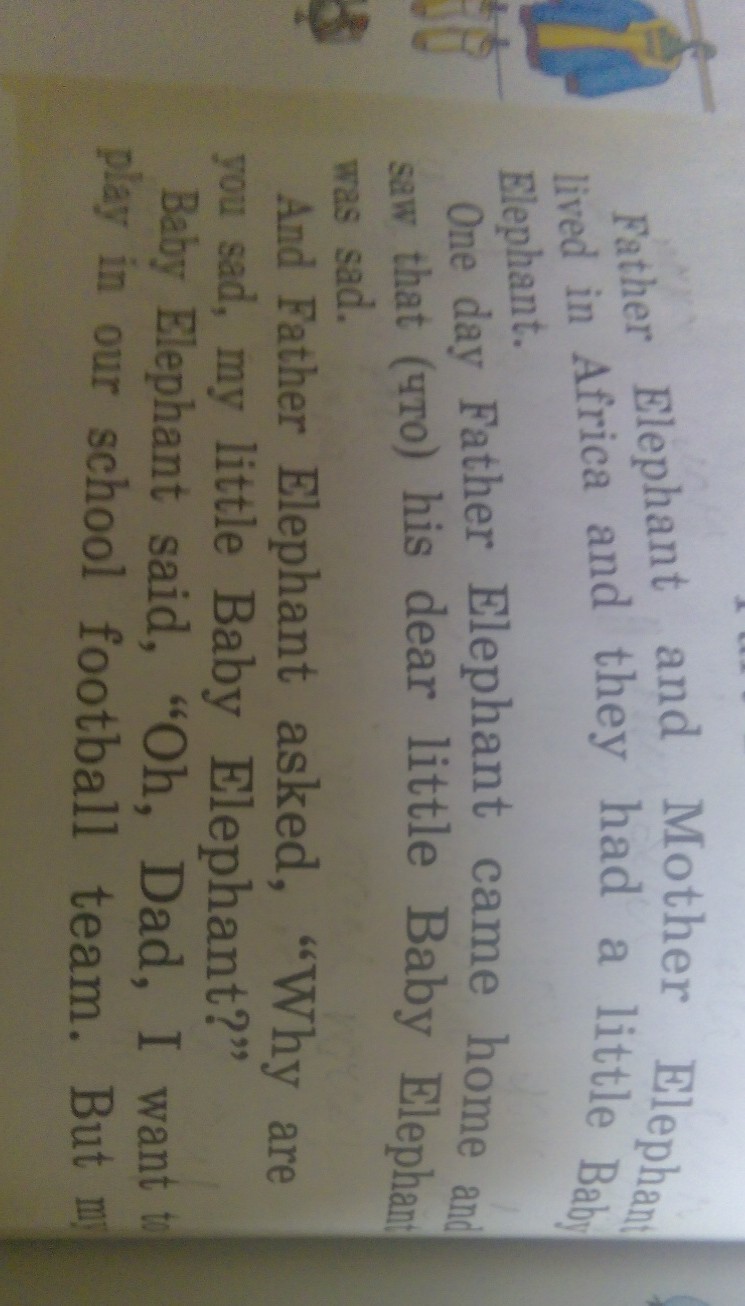 Father Elephant and Mother Elephant
lived in Africa and they had a little Baby
Elephant.
One day Father Elephant came home and
saw that (что) his dear little Baby Elephant
was sad.
And Father Elephant asked, “Why are
you sad, my little Baby Elephant?”
Baby Elephant said, “Oh, Dad, I want to
play in our school football team. But my